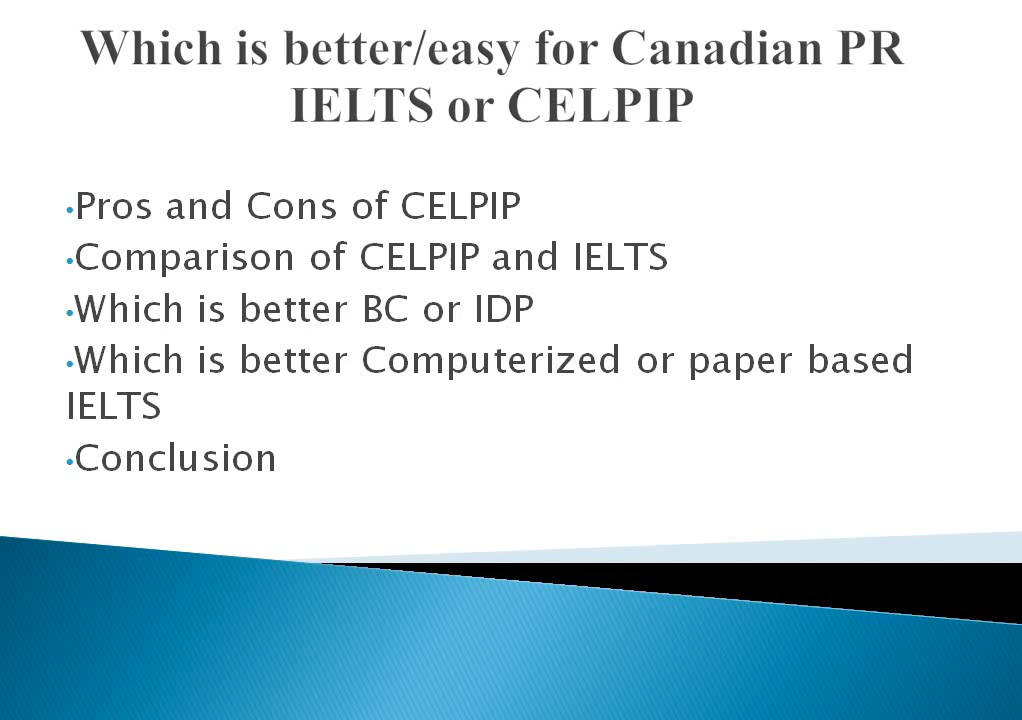 Which is better/easy for Canadian PR
IELTS or CELPIP
•Pros and Cons of CELPIP
•Comparison of CELPIP and IELTS
•Which is better BC or IDP
•Which is better Computerized or paper based
IELTS
•Conclusion